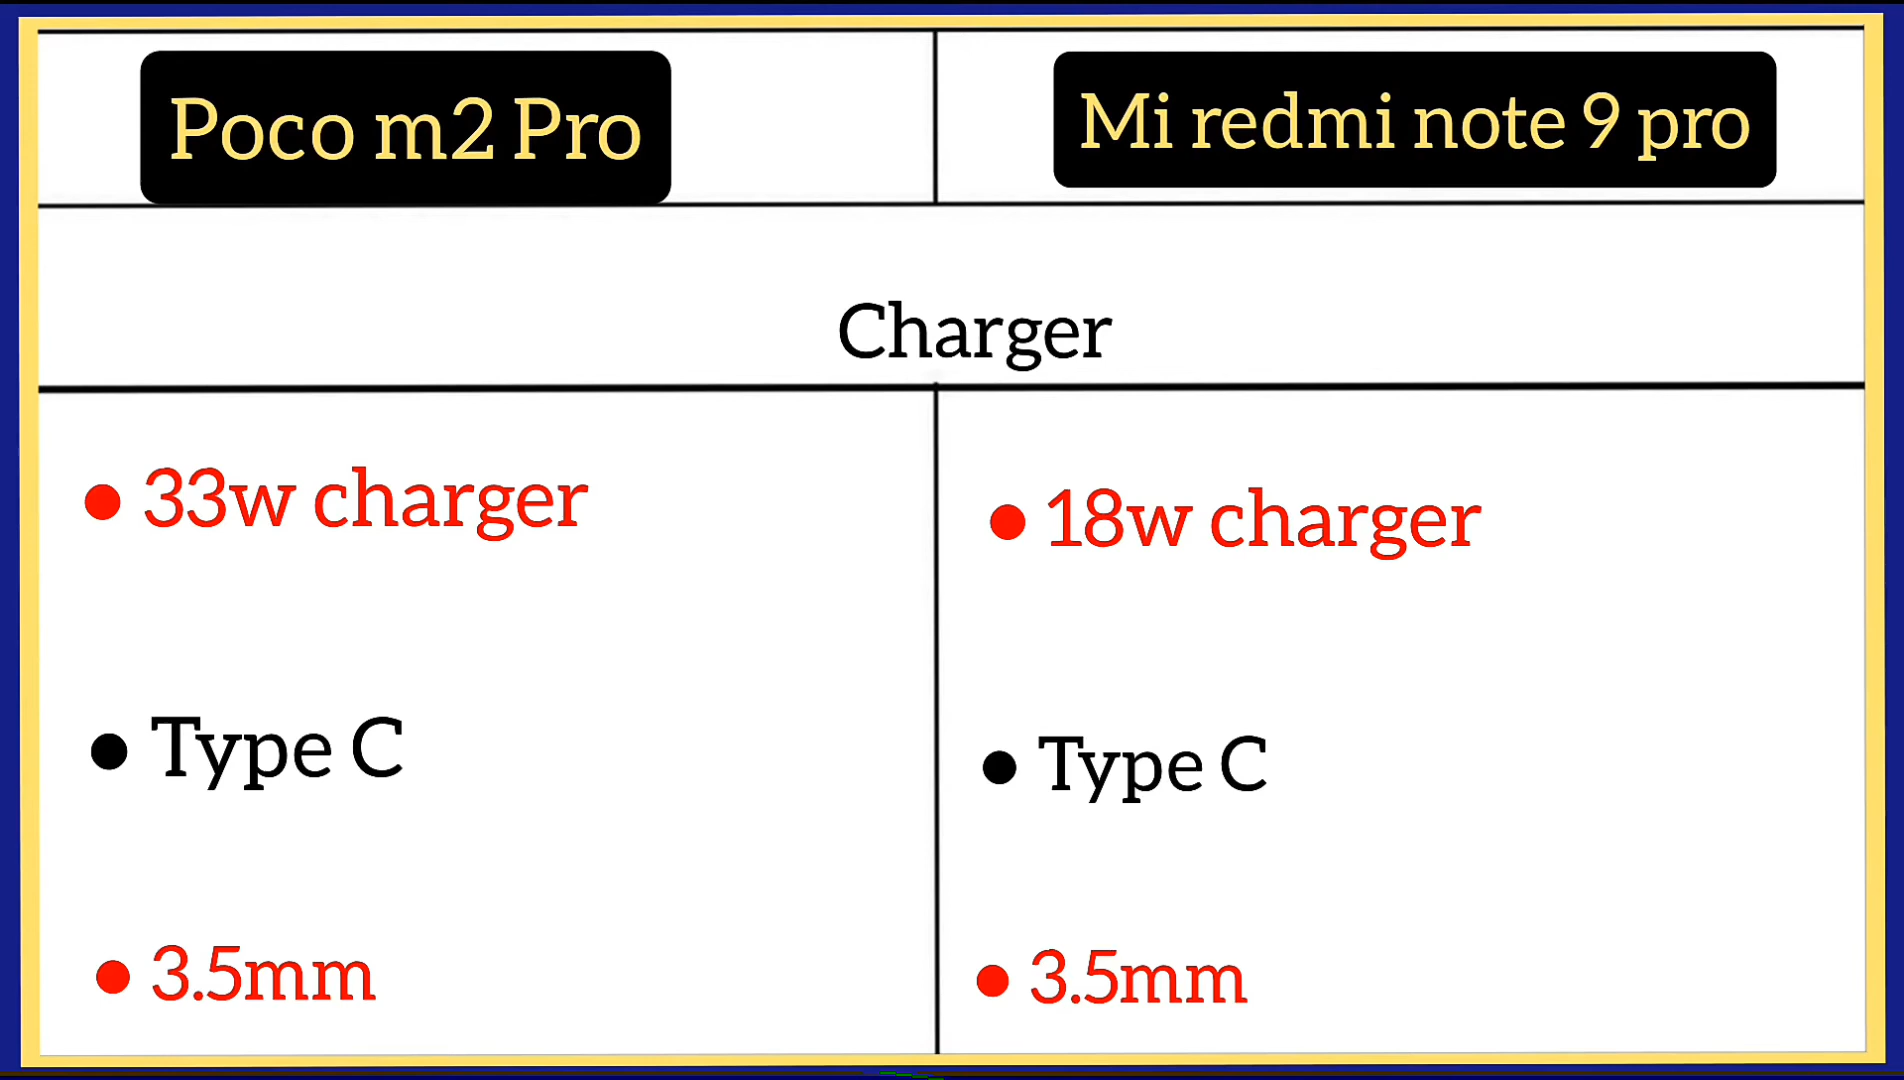 Poco m2 Pro
Mi redmi note 9 pro
Charger
● 33w charger
● 18w charger
● Type C
● Type C
● 3.5mm
● 3.5mm